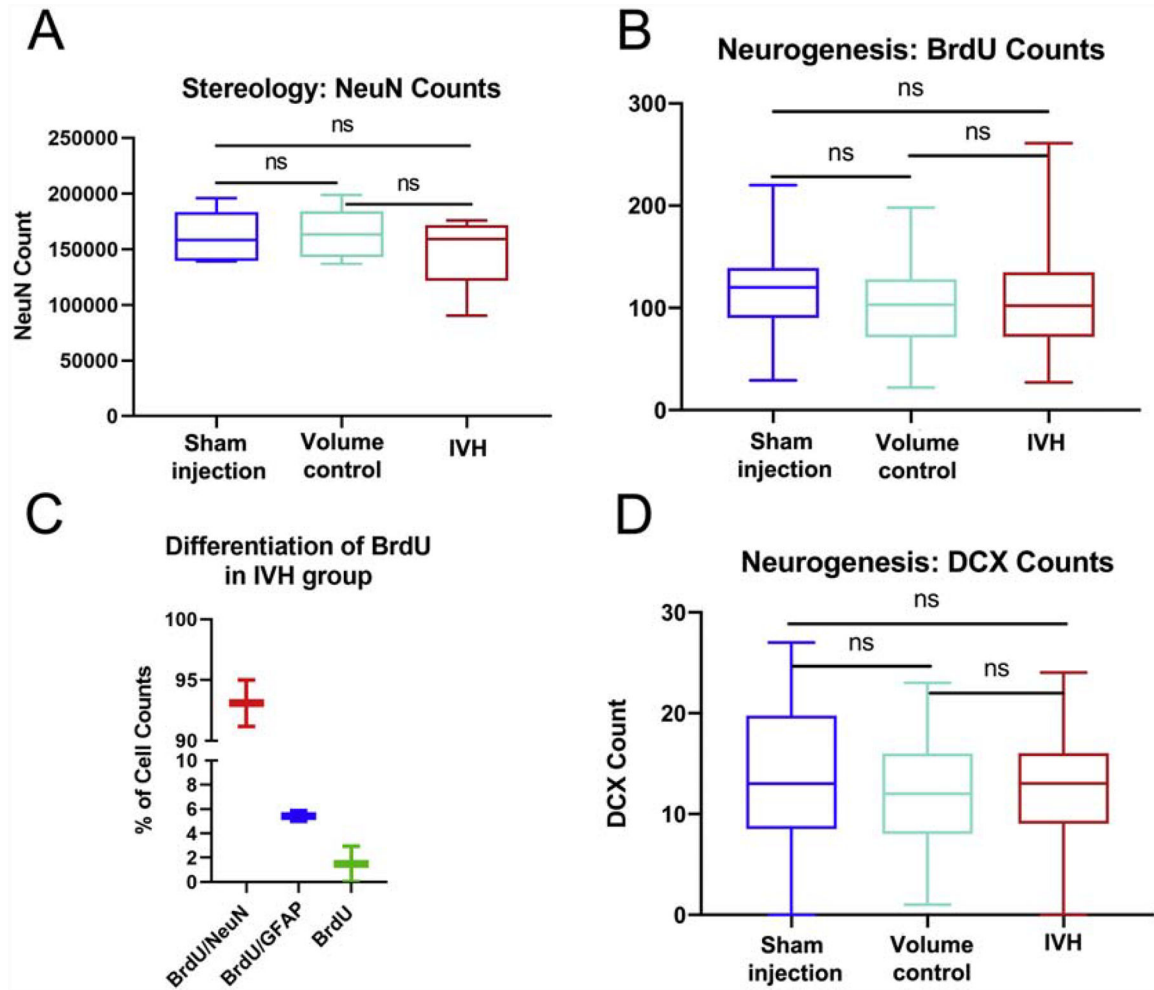 A
Stereology: NeuN Counts
ns
ns
ns
250000
200000
150000
100000
50000
0
NeuN Count
Sham
injection
Volume
control
IVH
B
Neurogenesis: BrdU Counts
ns
ns
ns
300
200
100
0
Sham
injection
Volume
control
IVH
C
Differentiation of BrdU
in IVH group
100
95
90
10
8
6
4
2
0
% of Cell Counts
BrdU/NeuN
BrdU/GFAP
BrdU
D
Neurogenesis: DCX Counts
ns
ns
ns
30
20
10
0
DCX Count
Sham
injection
Volume
control
IVH